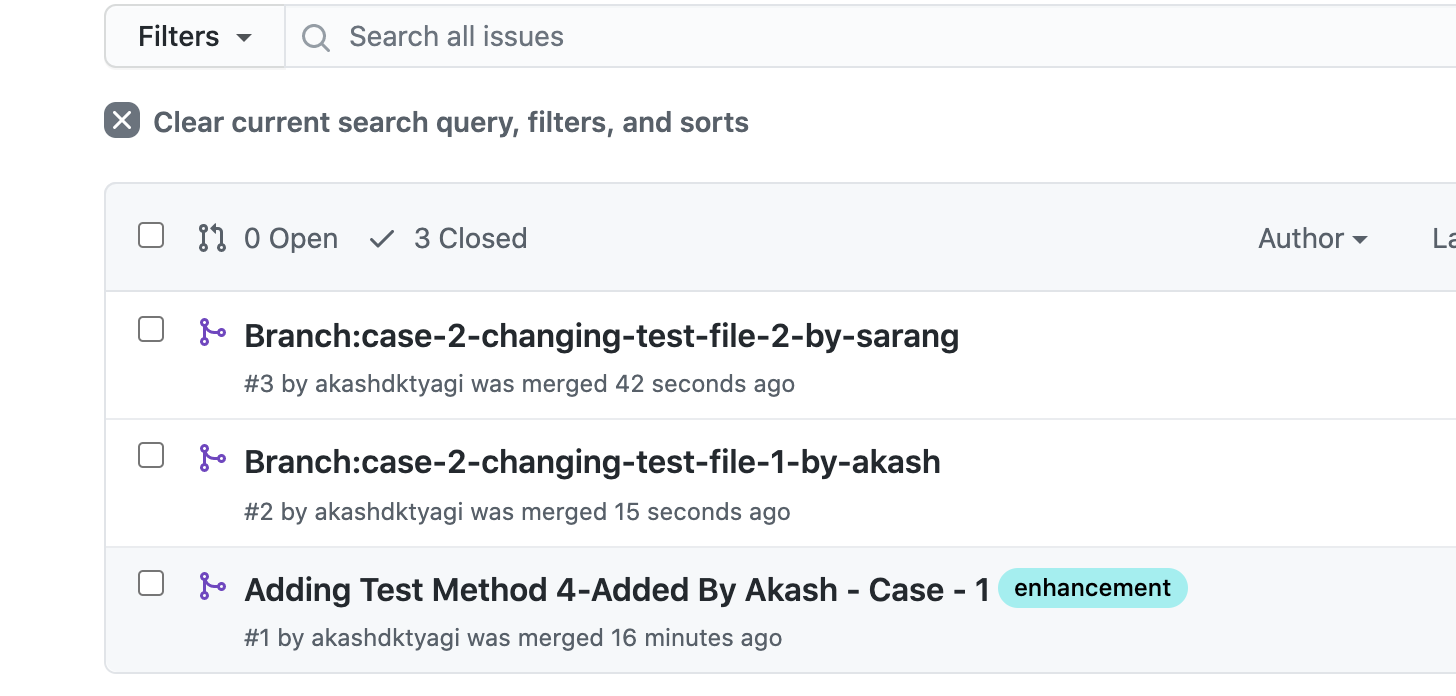 Filters
Search all issues
Clear current search query, filters, and sorts
0 Open 3 Closed Author
Branch:case-2-changing-test-file-2-by-sarang
#3 by akashdktyagi was merged 42 seconds ago
Branch:case-2-changing-test-file-1-by-akash
#2 by akashdktyagi was merged 15 seconds ago
Adding Test Method 4-Added By Akash - Case - 1 enhancement
#1 by akashdktyagi was merged 16 minutes ago